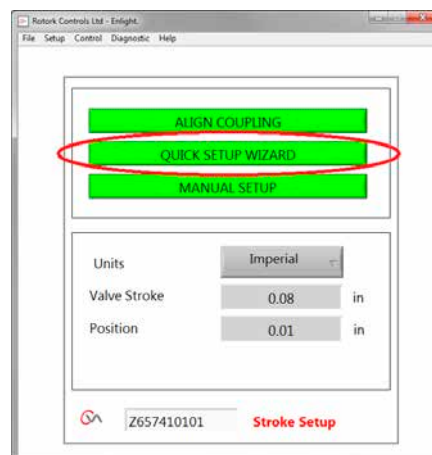 Rotork Controls Ltd - Enlight.
File Setup Control Diagnostic Help
ALIGN COUPLING
QUICK SETUP WIZARD
MANUAL SETUP
Units Imperial
Valve Stroke 0.08 in
Position 0.01 in
Z657410101 Stroke Setup